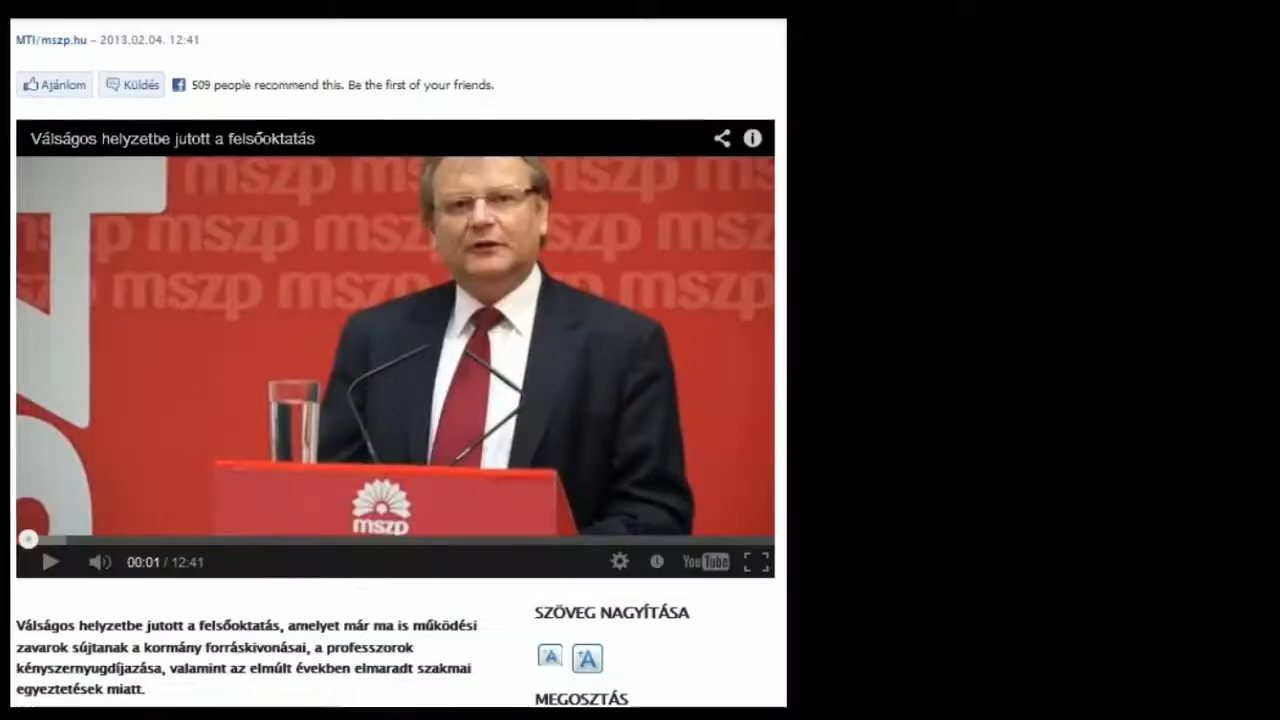 MTI/mszp.hu – 2013.02.04. 12:41
Ajánlom Küldés 509 people recommend this. Be the first of your friends.
Válságos helyzetbe jutott a felsőoktatás
mszp mszp
mszp mszp
mszp mszp
mszp
00:01 / 12:41 YouTube
Válságos helyzetbe jutott a felsőoktatás, amelyet már ma is működési
zavarok sújtanak a kormány forráskivonásai, a professzorok
kényszernyugdíjazása, valamint az elmúlt években elmaradt szakmai
egyeztetések miatt.
SZÖVEG NAGYÍTÁSA
A A
MEGOSZTÁS